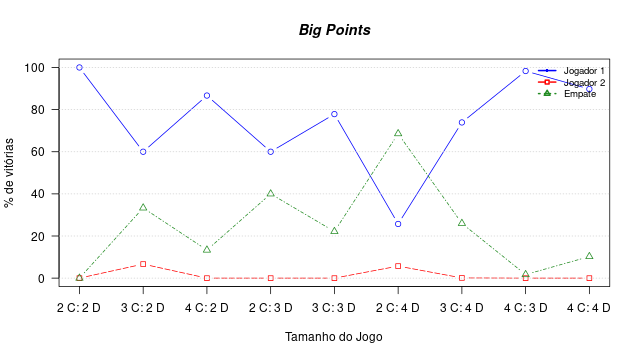 Big Points
% de vitórias
100
80
60
40
20
0
Jogador 1
Jogador 2
Empate
2 C: 2 D 3 C: 2 D 4 C: 2 D 2 C: 3 D 3 C: 3 D 2 C: 4 D 3 C: 4 D 4 C: 3 D 4 C: 4 D
Tamanho do Jogo